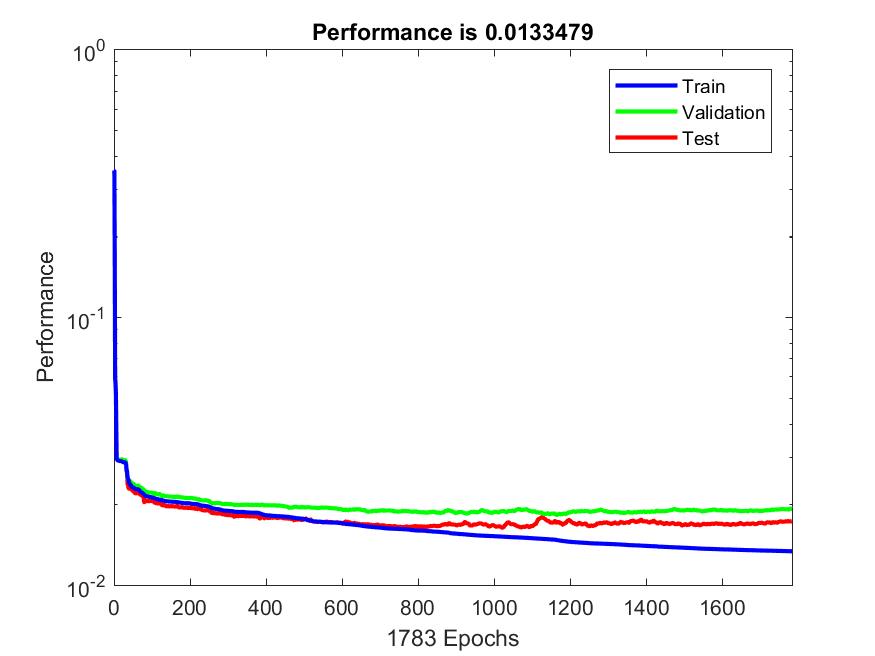 Performance is 0.0133479
10^0
Train
Validation
Test
Performance
10^-1
10^-2
0 200 400 600 800 1000 1200 1400 1600
1783 Epochs